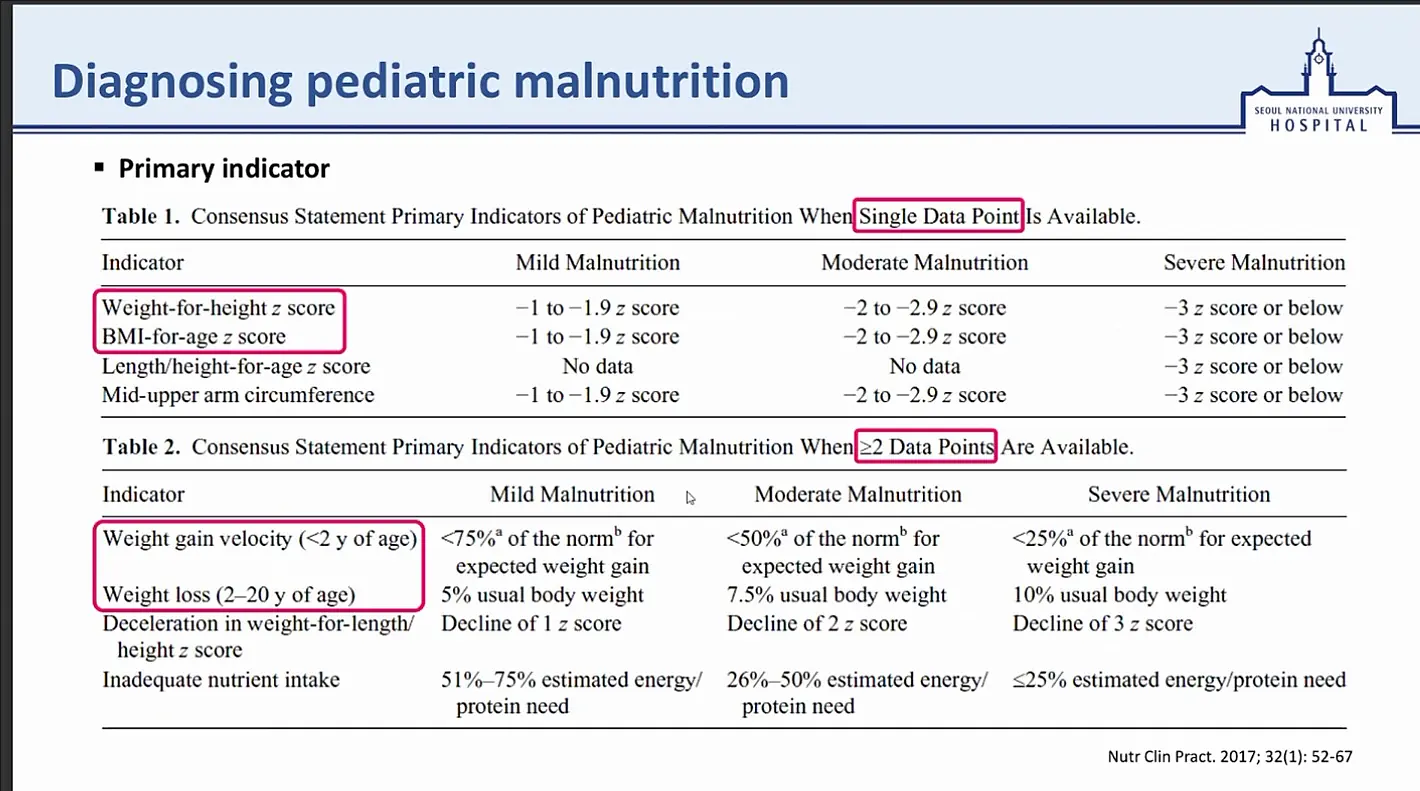 Diagnosing pediatric malnutrition
SEOUL NATIONAL UNIVERSITY
HOSPITAL
▪ Primary indicator
Table 1. Consensus Statement Primary Indicators of Pediatric Malnutrition When Single Data Point Is Available.
Indicator Mild Malnutrition Moderate Malnutrition Severe Malnutrition
Weight-for-height z score −1 to −1.9 z score −2 to −2.9 z score −3 z score or below
BMI-for-age z score −1 to −1.9 z score −2 to −2.9 z score −3 z score or below
Length/height-for-age z score No data No data −3 z score or below
Mid-upper arm circumference −1 to −1.9 z score −2 to −2.9 z score −3 z score or below
Table 2. Consensus Statement Primary Indicators of Pediatric Malnutrition When ≥2 Data Points Are Available.
Indicator Mild Malnutrition Moderate Malnutrition Severe Malnutrition
Weight gain velocity (<2 y of age) <75%ᵃ of the normᵇ for <50%ᵃ of the normᵇ for <25%ᵃ of the normᵇ for expected
expected weight gain expected weight gain weight gain
Weight loss (2–20 y of age) 5% usual body weight 7.5% usual body weight 10% usual body weight
Deceleration in weight-for-length/ Decline of 1 z score Decline of 2 z score Decline of 3 z score
height z score
Inadequate nutrient intake 51%–75% estimated energy/ 26%–50% estimated energy/ ≤25% estimated energy/protein need
protein need protein need
Nutr Clin Pract. 2017; 32(1): 52-67